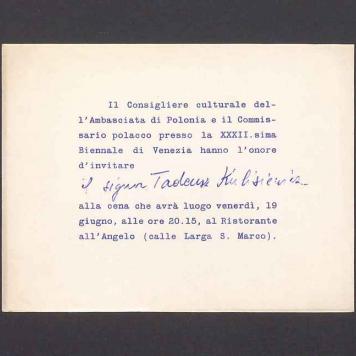 Il Consigliere culturale del-
l'Ambasciata di Polonia e il Commis-
sario polacco presso la XXXII.sima
Biennale di Venezia hanno l'onore
d'invitare
il signor Tadeusz Kulisiewicz
alla cena che avrà luogo venerdì, 19
giugno, alle ore 20.15, al Ristorante
all'Angelo (calle Larga S. Marco).